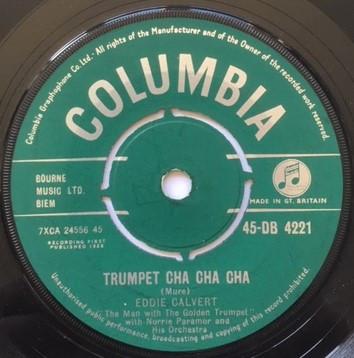 Columbia Graphophone Co. Ltd. - All rights of the Manufacturer and of the Owner of the recorded work reserved.
COLUMBIA
BOURNE
MUSIC LTD.
BIEM
MADE IN GT. BRITAIN
7XCA 24556 45
45-DB 4221
RECORDING FIRST
PUBLISHED
TRUMPET CHA CHA CHA
(Mure)
EDDIE CALVERT
"The Man with The Golden Trumpet"
with Norrie Paramor and
His Orchestra
Unauthorised public performance, broadcasting and copying of this record prohibited.